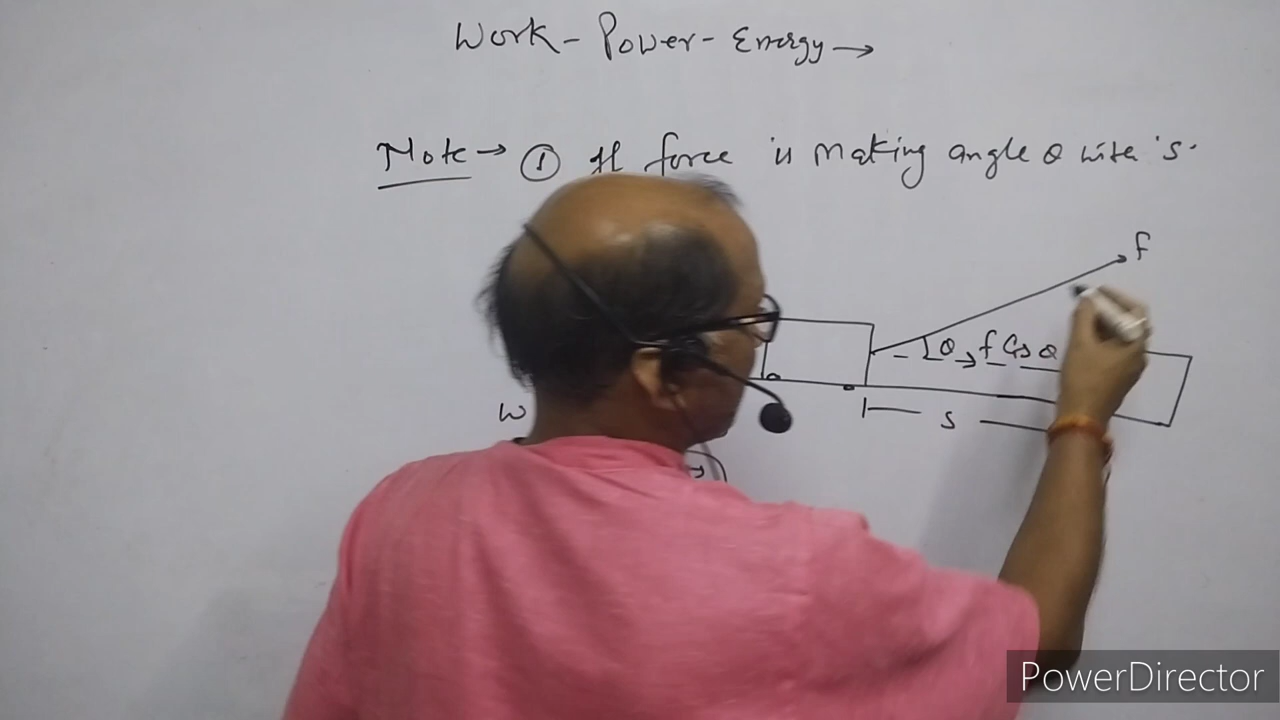 Work - Power - Energy →
Note → ① If force is making angle θ with 's.
f
θ → f Cos θ
s
W
PowerDirector